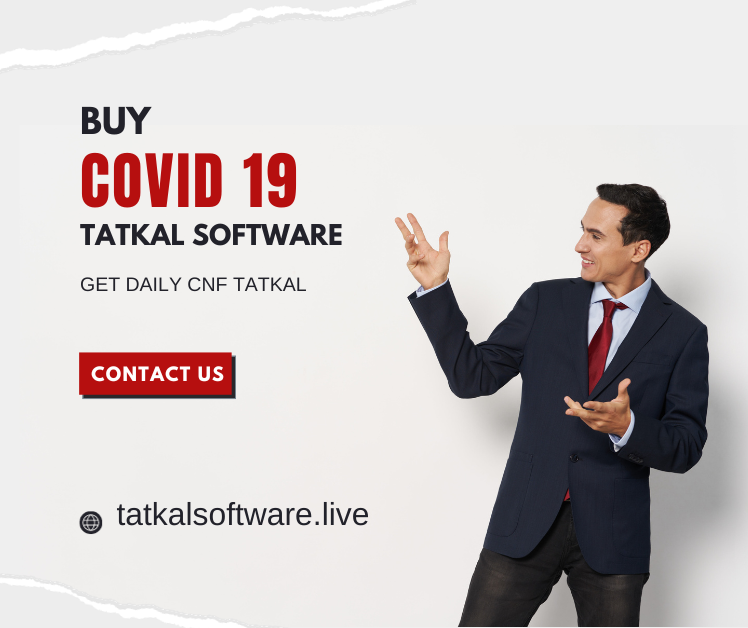 BUY
COVID 19
TATKAL SOFTWARE
GET DAILY CNF TATKAL
CONTACT US
tatkalsoftware.live